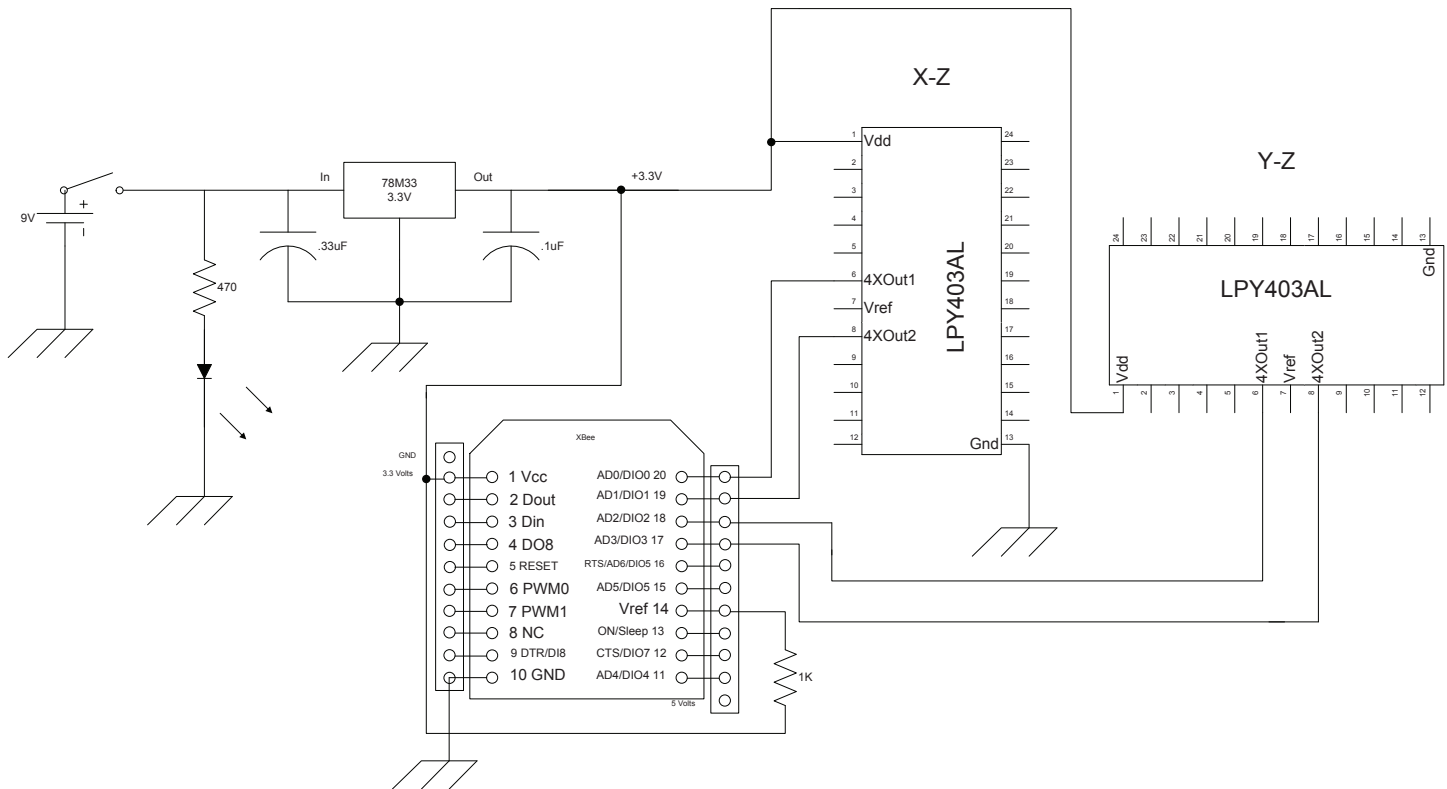 X-Z
Y-Z
9V
+
In
78M33
3.3V
Out
+3.3V
.33uF
.1uF
470
1 Vdd
2
3
4
5
6 4XOut1
7 Vref
8 4XOut2
9
10
11
12
LPY403AL
24
23
22
21
20
19
18
17
16
15
14
Gnd 13
24
23
22
21
20
19
18
17
16
15
14
13
Gnd
LPY403AL
Vdd
4XOut1
Vref
4XOut2
1
2
3
4
5
6
7
8
9
10
11
12
XBee
GND
3.3 Volts
1 Vcc
2 Dout
3 Din
4 DO8
5 RESET
6 PWM0
7 PWM1
8 NC
9 DTR/DI8
10 GND
AD0/DIO0 20
AD1/DIO1 19
AD2/DIO2 18
AD3/DIO3 17
RTS/AD6/DIO5 16
AD5/DIO5 15
Vref 14
ON/Sleep 13
CTS/DIO7 12
AD4/DIO4 11
5 Volts
1K